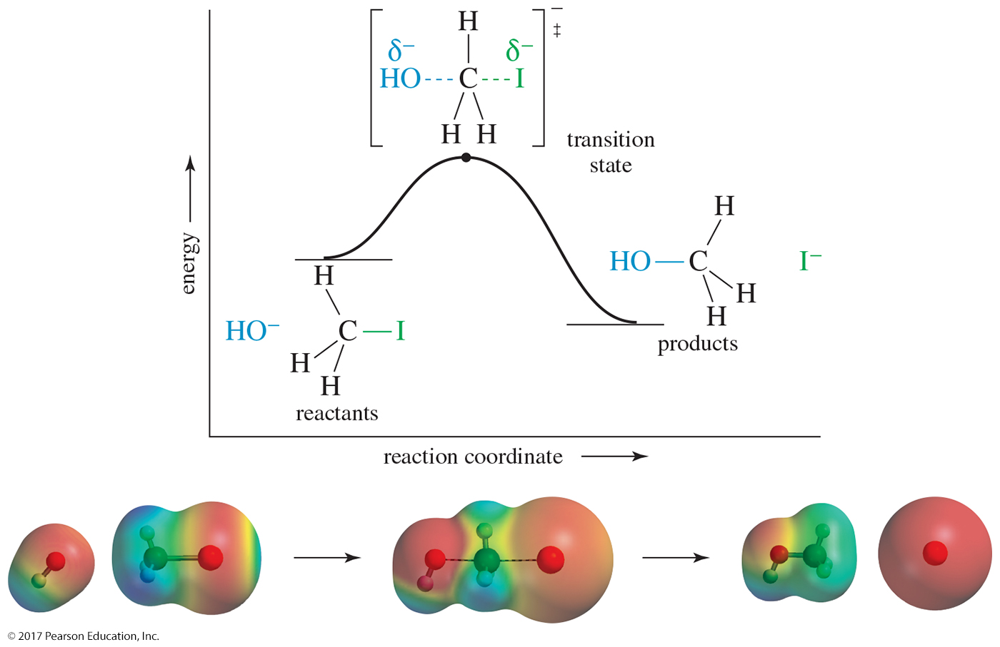 H
δ− δ−
HO---C---I
H H
− ‡
transition
state
energy
H
HO—C I−
H
H
products
H
HO− C—I
H
H
reactants
reaction coordinate
© 2017 Pearson Education, Inc.